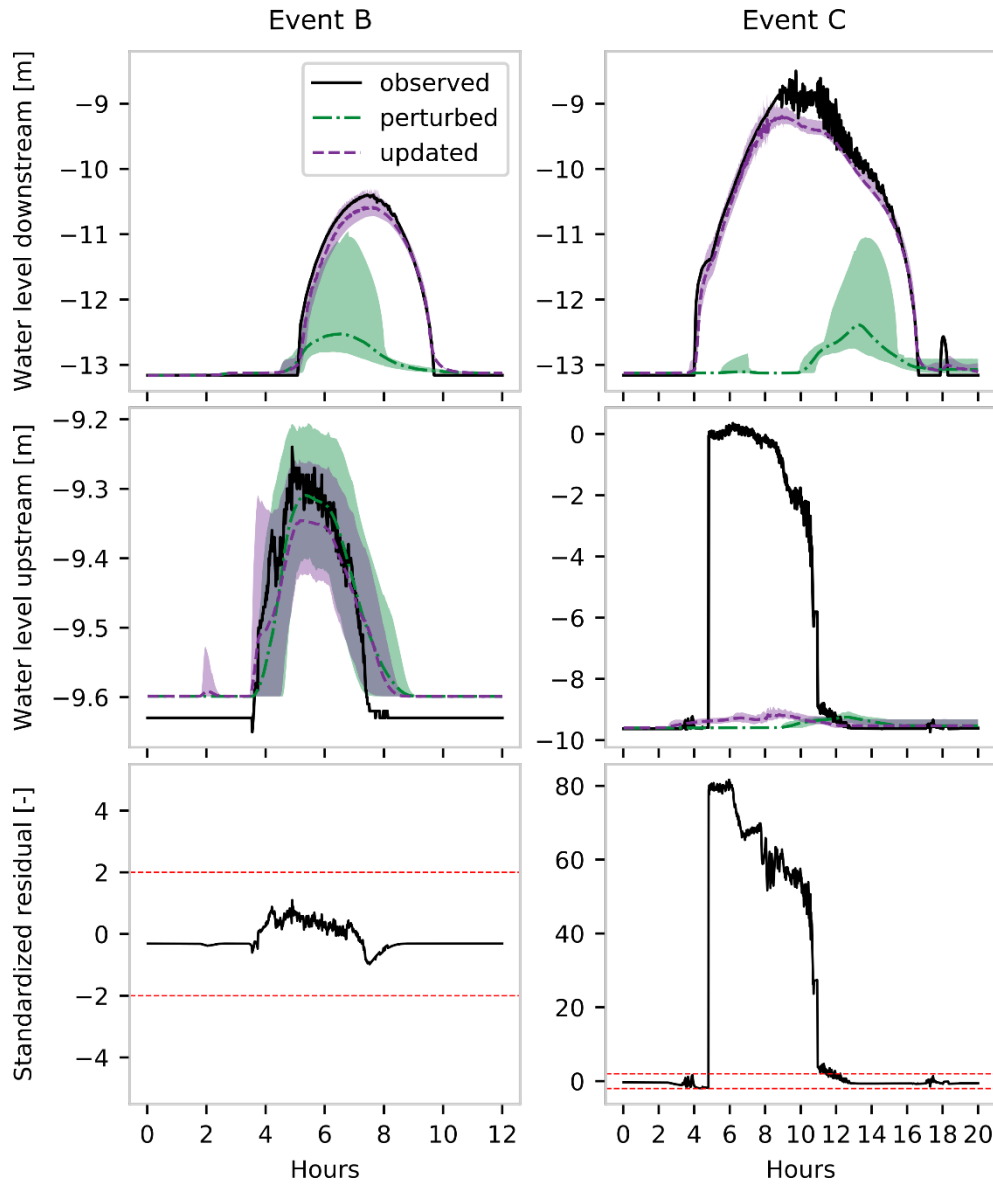 Event B
Event C
Water level downstream [m]
−9
−10
−11
−12
−13
observed
perturbed
updated
−9
−10
−11
−12
−13
Water level upstream [m]
−9.2
−9.3
−9.4
−9.5
−9.6
0
−2
−4
−6
−8
−10
Standardized residual [-]
4
2
0
−2
−4
80
60
40
20
0
0 2 4 6 8 10 12
0 2 4 6 8 10 12 14 16 18 20
Hours
Hours